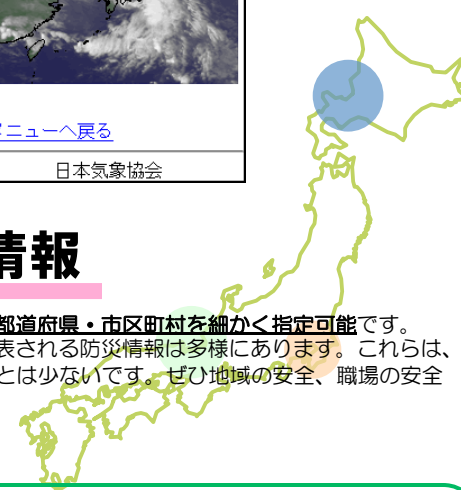 ニューへ戻る
日本気象協会
情報
都道府県・市区町村を細かく指定可能です。
表される防災情報は多様にあります。これらは、
とは少ないです。ぜひ地域の安全、職場の安全